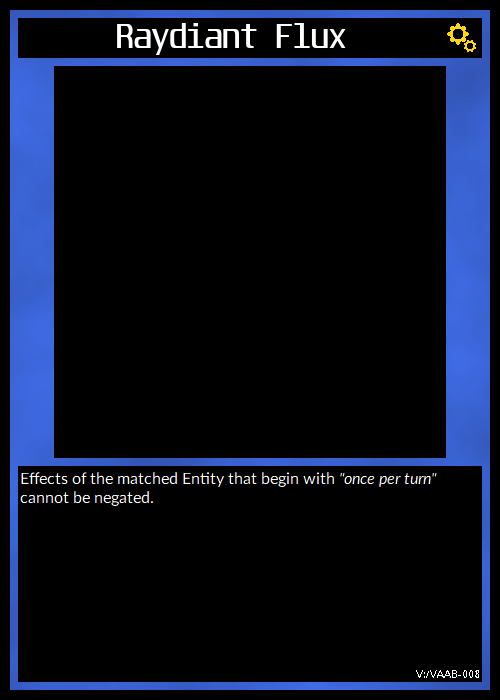 Raydiant Flux
Effects of the matched Entity that begin with "once per turn"
cannot be negated.
V:/VAAB-008